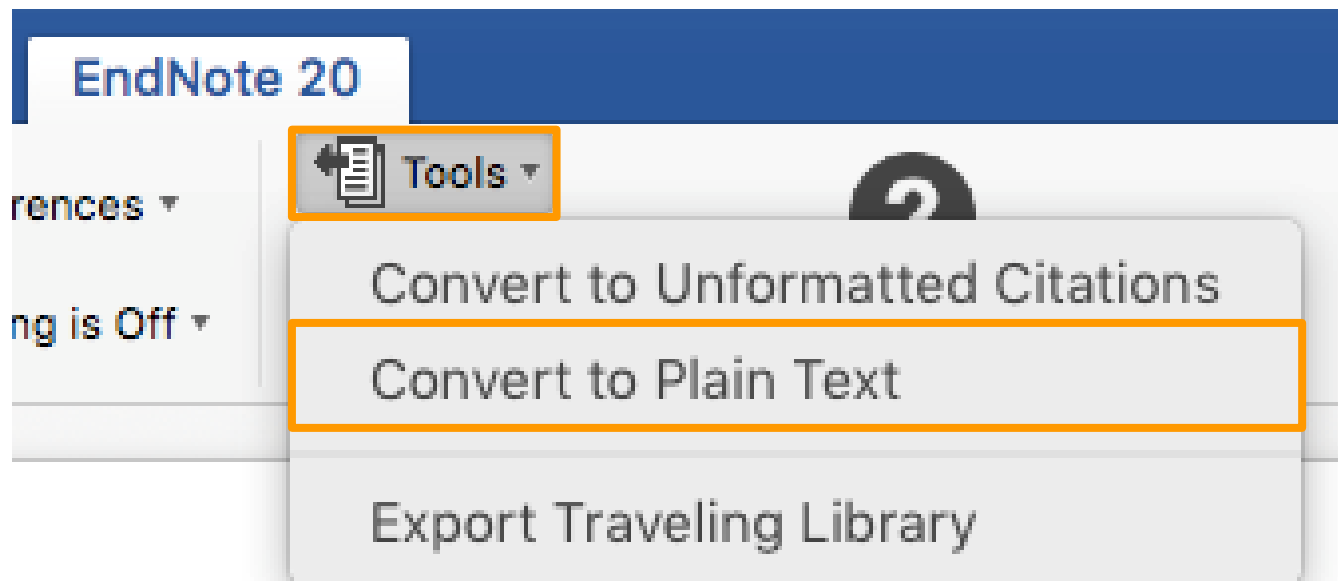 EndNote 20
rences
Tools
ng is Off
Convert to Unformatted Citations
Convert to Plain Text
Export Traveling Library